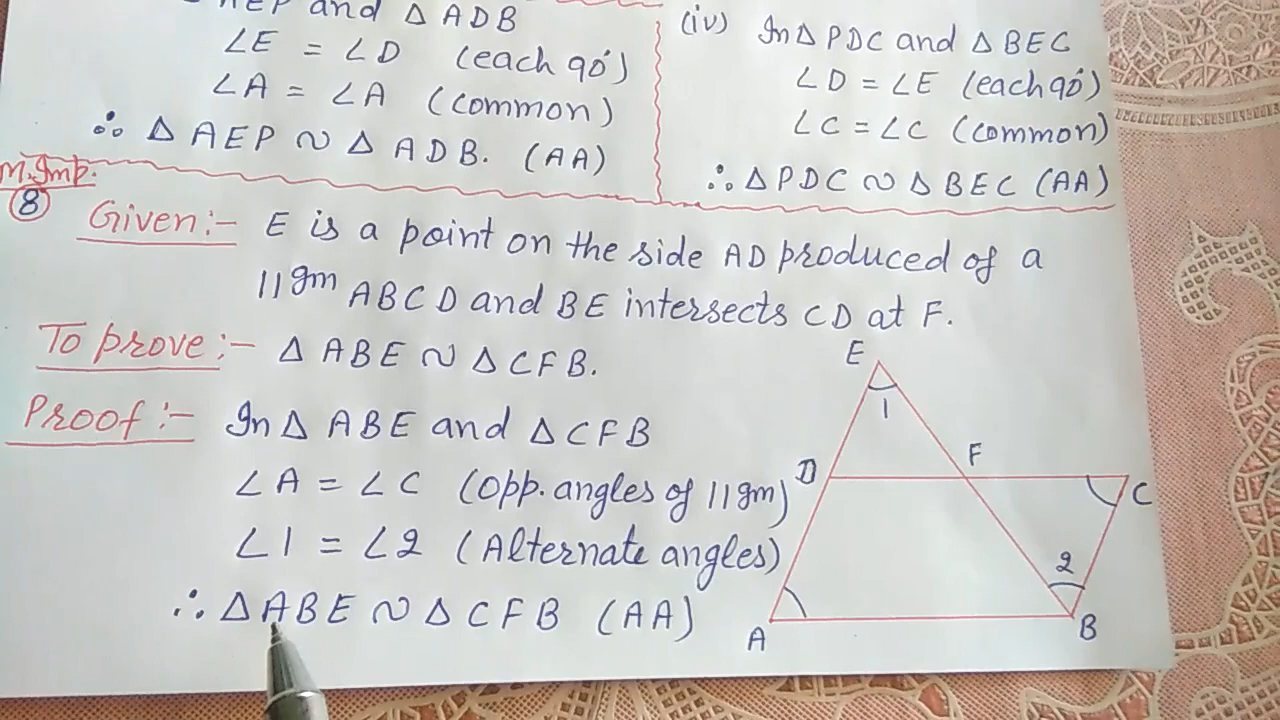 AEP and Δ ADB
∠E = ∠D (each 90°)
∠A = ∠A (common)
∴ Δ AEP ~ Δ ADB. (AA)
(iv) In Δ PDC and Δ BEC
∠D = ∠E (each 90°)
∠C = ∠C (common)
∴ Δ PDC ~ Δ BEC (AA)
M.Imp.
8
Given:- E is a point on the side AD produced of a
11gm ABCD and BE intersects CD at F.
To prove:- Δ ABE ~ Δ CFB.
Proof:- In Δ ABE and Δ CFB
∠A = ∠C (Opp. angles of 11gm)
∠1 = ∠2 (Alternate angles)
∴ Δ ABE ~ Δ CFB (AA)
E
1
D
F
C
2
A
B